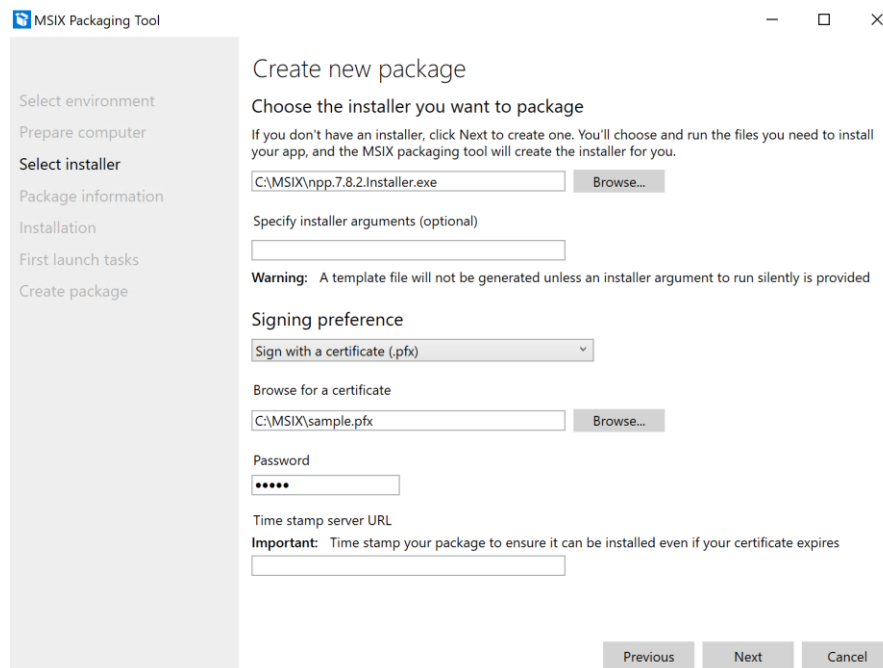 MSIX Packaging Tool
Select environment
Prepare computer
Select installer
Package information
Installation
First launch tasks
Create package
Create new package
Choose the installer you want to package
If you don't have an installer, click Next to create one. You'll choose and run the files you need to install
your app, and the MSIX packaging tool will create the installer for you.
C:\MSIX\npp.7.8.2.Installer.exe
Browse...
Specify installer arguments (optional)
Warning: A template file will not be generated unless an installer argument to run silently is provided
Signing preference
Sign with a certificate (.pfx)
Browse for a certificate
C:\MSIX\sample.pfx
Browse...
Password
•••••
Time stamp server URL
Important: Time stamp your package to ensure it can be installed even if your certificate expires
Previous
Next
Cancel